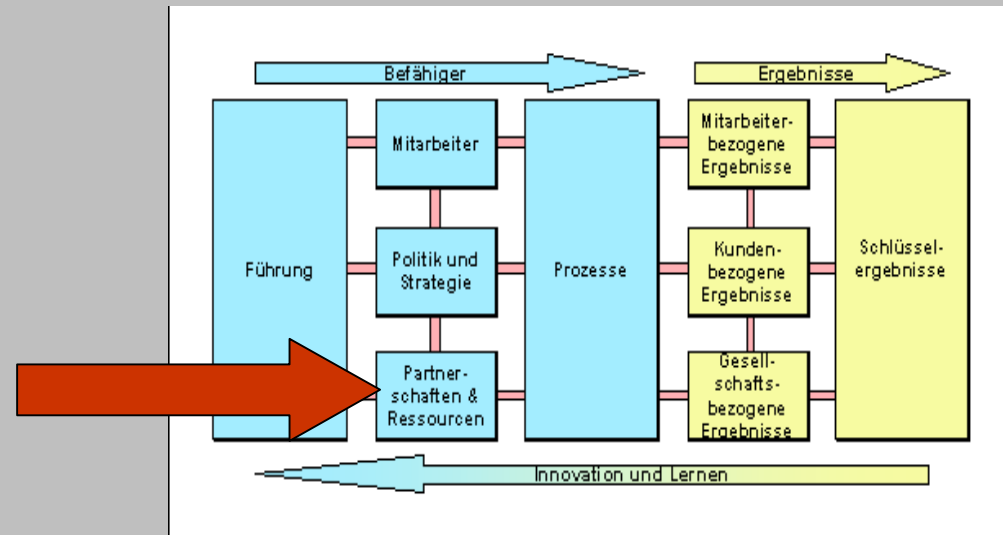 Befähiger
Ergebnisse
Führung
Mitarbeiter
Politik und
Strategie
Partner-
schaften &
Ressourcen
Prozesse
Mitarbeiter-
bezogene
Ergebnisse
Kunden-
bezogene
Ergebnisse
Gesell-
schafts-
bezogene
Ergebnisse
Schlüssel-
ergebnisse
Innovation und Lernen